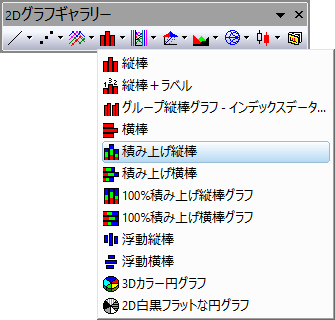 2Dグラフギャラリー
縦棒
縦棒＋ラベル
グループ縦棒グラフ - インデックスデータ...
横棒
積み上げ縦棒
積み上げ横棒
100%積み上げ縦棒グラフ
100%積み上げ横棒グラフ
浮動縦棒
浮動横棒
3Dカラー円グラフ
2D白黒フラットな円グラフ